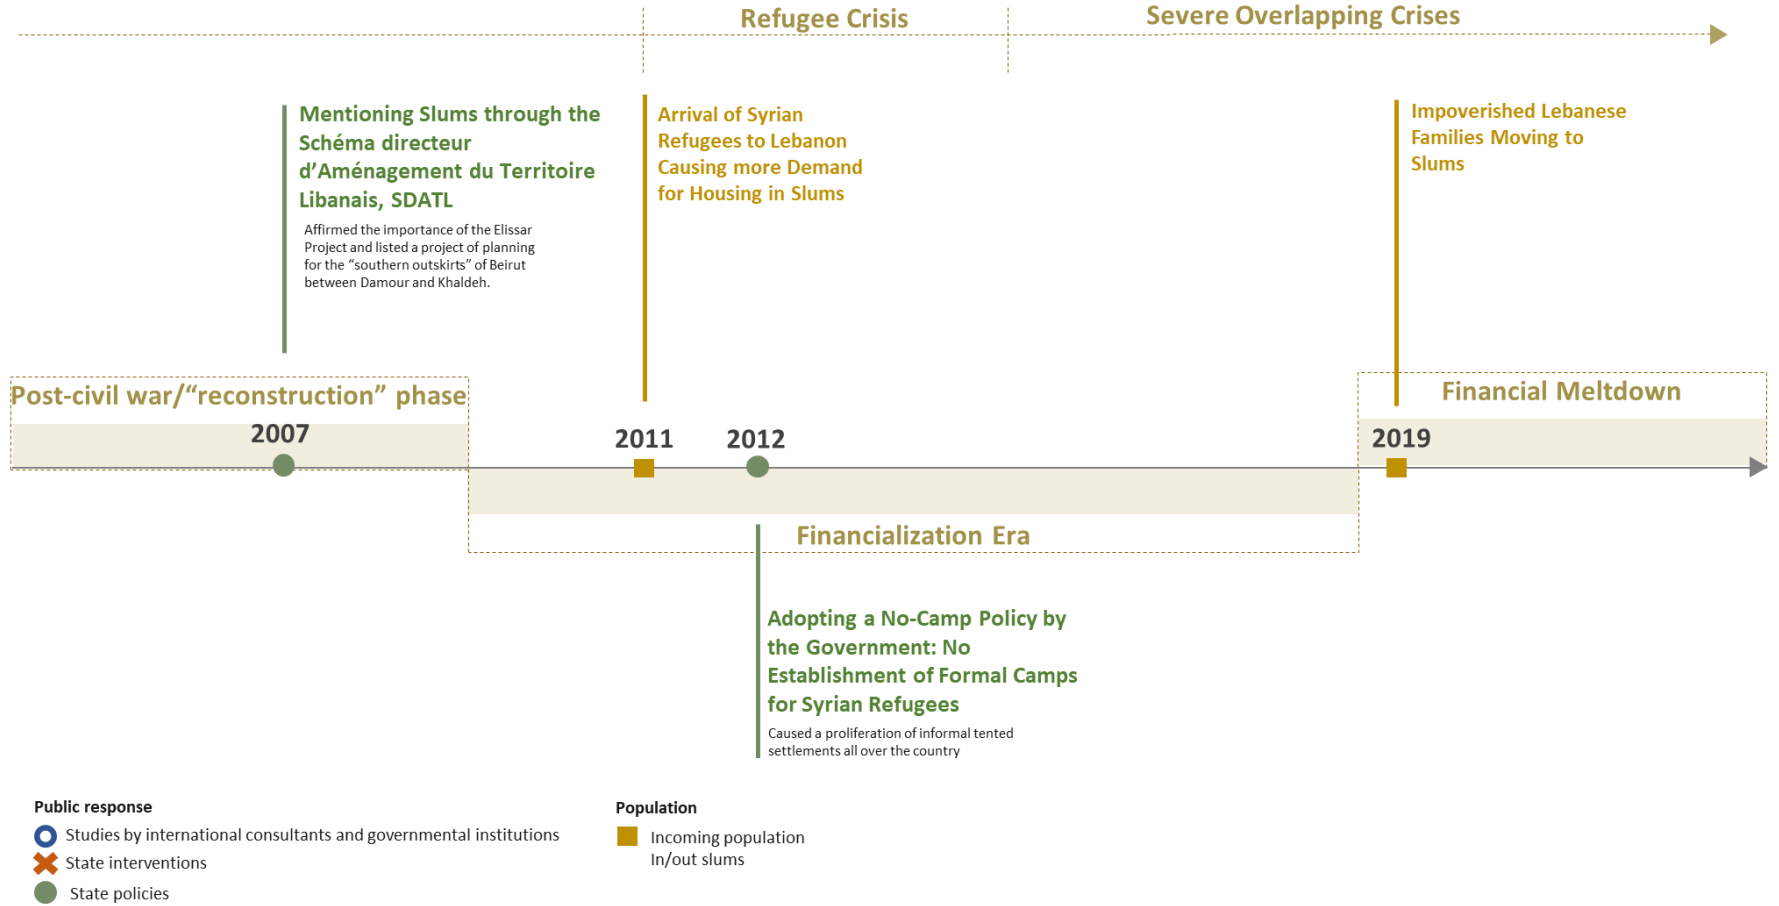 Refugee Crisis
Severe Overlapping Crises
Mentioning Slums through the
Schéma directeur
d’Aménagement du Territoire
Libanais, SDATL
Affirmed the importance of the Elissar
Project and listed a project of planning
for the “southern outskirts” of Beirut
between Damour and Khaldeh.
Arrival of Syrian
Refugees to Lebanon
Causing more Demand
for Housing in Slums
Impoverished Lebanese
Families Moving to
Slums
Post-civil war/“reconstruction” phase
Financial Meltdown
2007
2011
2012
2019
Financialization Era
Adopting a No-Camp Policy by
the Government: No
Establishment of Formal Camps
for Syrian Refugees
Caused a proliferation of informal tented
settlements all over the country
Public response
Studies by international consultants and governmental institutions
State interventions
State policies
Population
Incoming population
In/out slums